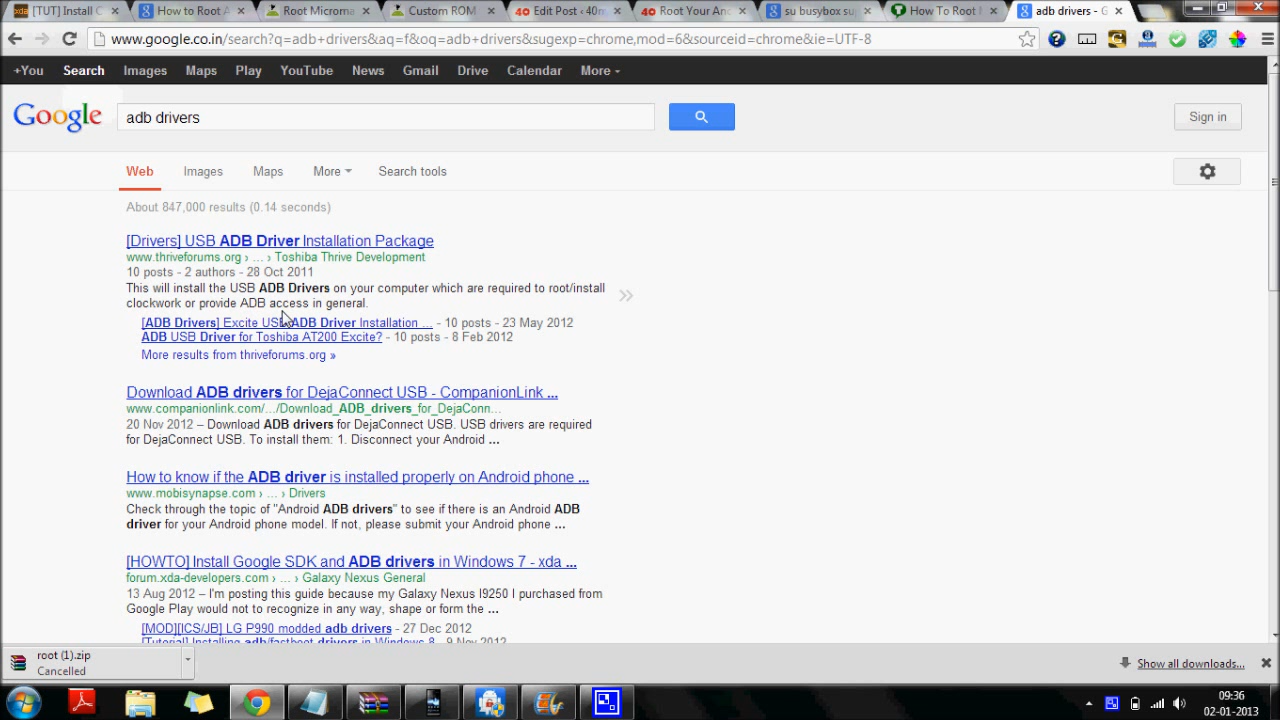 [TUT] Install C
How to Root A
Root Microma
Custom ROM
Edit Post ‹ 40m
Root Your And
su busybox su
How To Root
adb drivers - G
www.google.co.in/search?q=adb+drivers&aq=f&oq=adb+drivers&sugexp=chrome,mod=6&sourceid=chrome&ie=UTF-8
+You Search Images Maps Play YouTube News Gmail Drive Calendar More
Google adb drivers Sign in
Web Images Maps More Search tools
About 847,000 results (0.14 seconds)
[Drivers] USB ADB Driver Installation Package
www.thriveforums.org › ... › Toshiba Thrive Development
10 posts - 2 authors - 28 Oct 2011
This will install the USB ADB Drivers on your computer which are required to root/install
clockwork or provide ADB access in general.
[ADB Drivers] Excite USB ADB Driver Installation ... - 10 posts - 23 May 2012
ADB USB Driver for Toshiba AT200 Excite? - 10 posts - 8 Feb 2012
More results from thriveforums.org »
Download ADB drivers for DejaConnect USB - CompanionLink ...
www.companionlink.com/.../Download_ADB_drivers_for_DejaConn...
20 Nov 2012 – Download ADB drivers for DejaConnect USB. USB drivers are required
for DejaConnect USB. To install them: 1. Disconnect your Android ...
How to know if the ADB driver is installed properly on Android phone ...
www.mobisynapse.com › ... › Drivers
Check through the topic of "Android ADB drivers" to see if there is an Android ADB
driver for your Android phone model. If not, please submit your Android phone ...
[HOWTO] Install Google SDK and ADB drivers in Windows 7 - xda ...
forum.xda-developers.com › ... › Galaxy Nexus General
13 Aug 2012 – I'm posting this guide because my Galaxy Nexus I9250 I purchased from
Google Play would not to recognize in any way, shape or form the ...
[MOD][ICS/JB] LG P990 modded adb drivers - 27 Dec 2012
[Tutorial] Installing adb/fastboot drivers in Windows 8 - 9 Nov 2012
root (1).zip
Cancelled
Show all downloads...
09:36
02-01-2013